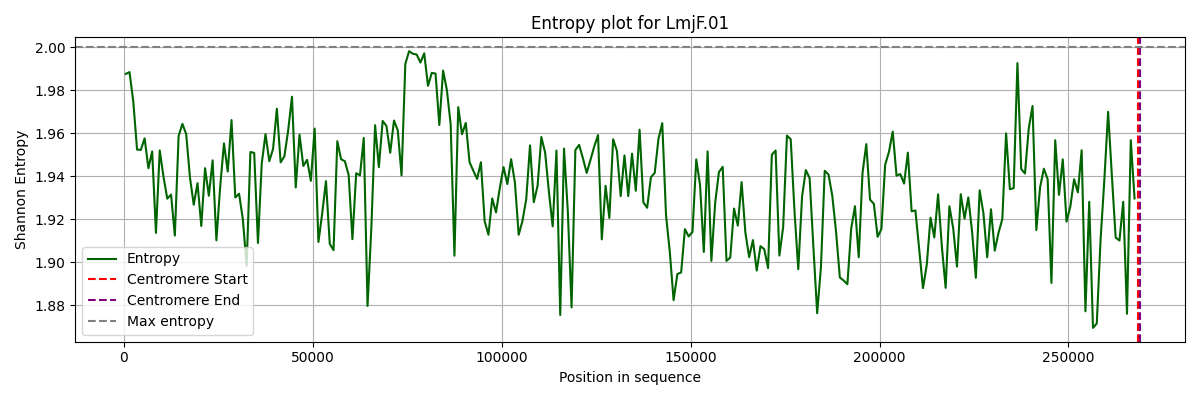 Entropy plot for LmjF.01
Shannon Entropy
2.00
1.98
1.96
1.94
1.92
1.90
1.88
Entropy
Centromere Start
Centromere End
Max entropy
0
50000
100000
150000
200000
250000
Position in sequence